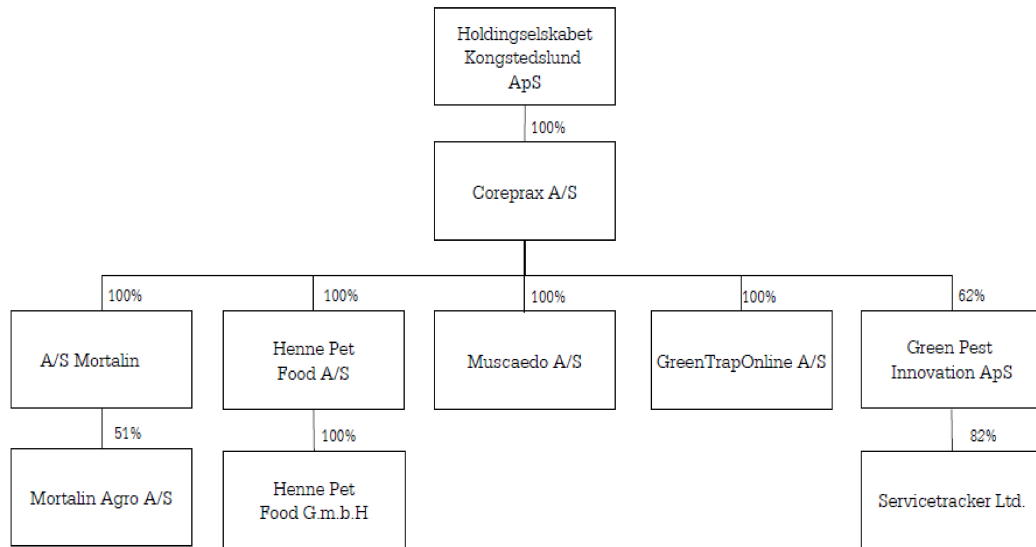 Holdingselskabet
Kongstedslund
ApS
100%
Coreprax A/S
100%
100%
100%
100%
62%
A/S Mortalin
Henne Pet
Food A/S
Muscaedo A/S
GreenTrapOnline A/S
Green Pest
Innovation ApS
51%
100%
82%
Mortalin Agro A/S
Henne Pet
Food G.m.b.H
Servicetracker Ltd.